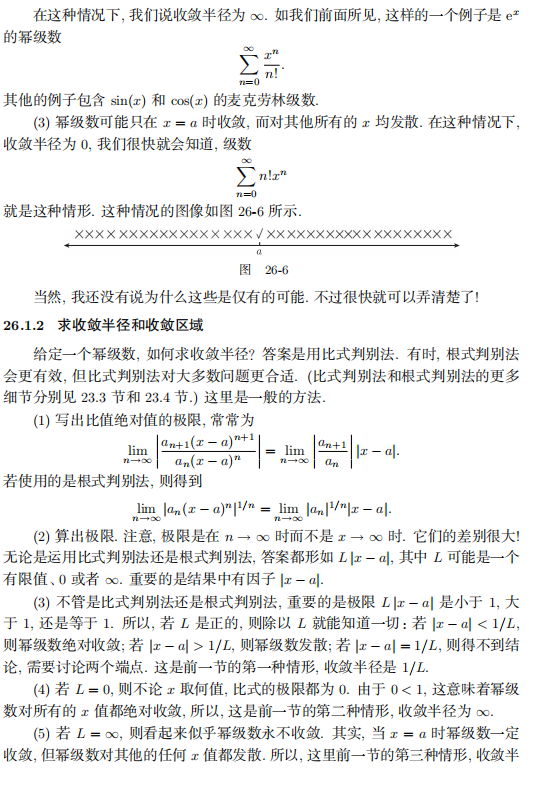 在这种情况下, 我们说收敛半径为 ∞. 如我们前面所见, 这样的一个例子是 eˣ
的幂级数
∑_{n=0}^{∞} xⁿ/n!.
其他的例子包含 sin(x) 和 cos(x) 的麦克劳林级数.
(3) 幂级数可能只在 x = a 时收敛, 而对其他所有的 x 均发散. 在这种情况下,
收敛半径为 0, 我们很快就会知道, 级数
∑_{n=0}^{∞} n!xⁿ
就是这种情形. 这种情况的图像如图 26-6 所示.
×××× ×××××××××××× ××× √ ×××××××××××××××××××
a
图 26-6
当然, 我还没有说为什么这些是仅有的可能. 不过很快就可以弄清楚了!
26.1.2 求收敛半径和收敛区域
给定一个幂级数, 如何求收敛半径? 答案是用比式判别法. 有时, 根式判别法
会更有效, 但比式判别法对大多数问题更合适. (比式判别法和根式判别法的更多
细节分别见 23.3 节和 23.4 节.) 这里是一般的方法.
(1) 写出比值绝对值的极限, 常常为
lim_{n→∞} |a_{n+1}(x − a)^{n+1} / a_n(x − a)^n| = lim_{n→∞} |a_{n+1}/a_n| |x − a|.
若使用的是根式判别法, 则得到
lim_{n→∞} |a_n(x − a)^n|^{1/n} = lim_{n→∞} |a_n|^{1/n}|x − a|.
(2) 算出极限. 注意, 极限是在 n → ∞ 时而不是 x → ∞ 时. 它们的差别很大!
无论是运用比式判别法还是根式判别法, 答案都形如 L|x − a|, 其中 L 可能是一个
有限值、0 或者 ∞. 重要的是结果中有因子 |x − a|.
(3) 不管是比式判别法还是根式判别法, 重要的是极限 L|x − a| 是小于 1, 大
于 1, 还是等于 1. 所以, 若 L 是正的, 则除以 L 就能知道一切: 若 |x − a| < 1/L,
则幂级数绝对收敛; 若 |x − a| > 1/L, 则幂级数发散; 若 |x − a| = 1/L, 则得不到结
论, 需要讨论两个端点. 这是前一节的第一种情形, 收敛半径是 1/L.
(4) 若 L = 0, 则不论 x 取何值, 比式的极限都为 0. 由于 0 < 1, 这意味着幂级
数对所有的 x 值都绝对收敛, 所以, 这是前一节的第二种情形, 收敛半径为 ∞.
(5) 若 L = ∞, 则看起来似乎幂级数永不收敛. 其实, 当 x = a 时幂级数一定
收敛, 但幂级数对其他的任何 x 值都发散. 所以, 这里前一节的第三种情形, 收敛半